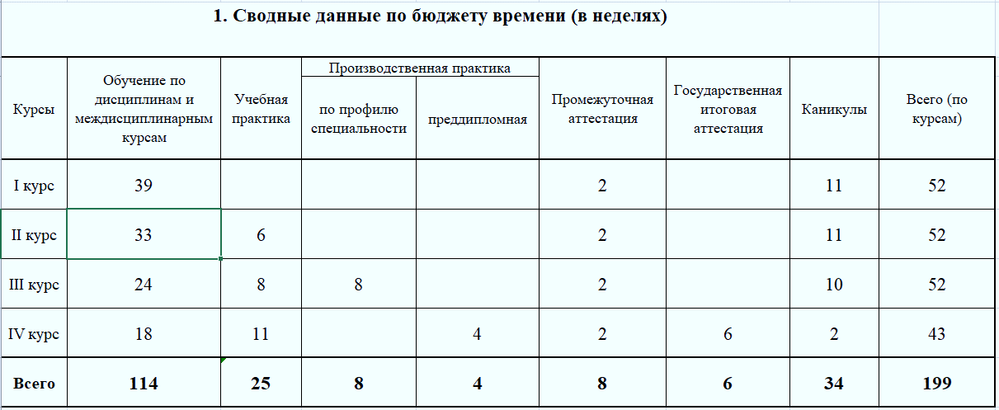 1. Сводные данные по бюджету времени (в неделях)
Курсы
Обучение по
дисциплинам и
междисциплинарным
курсам
Учебная
практика
Производственная практика
по профилю
специальности
преддипломная
Промежуточная
аттестация
Государственная
итоговая
аттестация
Каникулы
Всего (по
курсам)
I курс 39 2 11 52
II курс 33 6 2 11 52
III курс 24 8 8 2 10 52
IV курс 18 11 4 2 6 2 43
Всего 114 25 8 4 8 6 34 199